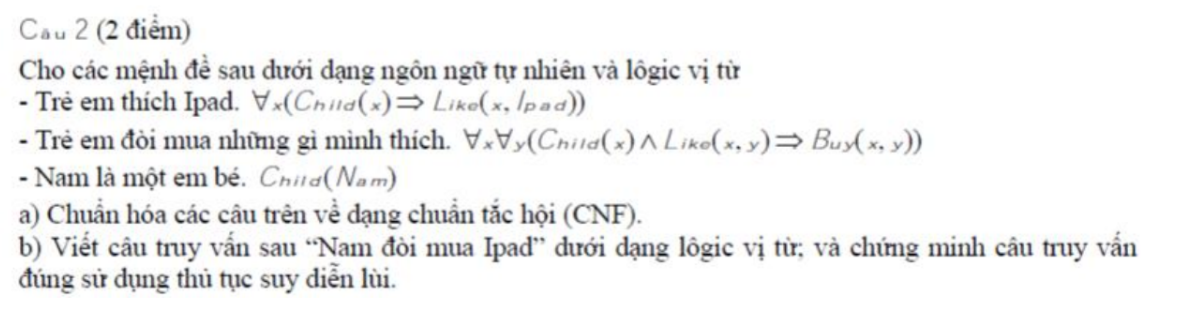 Câu 2 (2 điểm)
Cho các mệnh đề sau dưới dạng ngôn ngữ tự nhiên và lôgic vị từ
- Trẻ em thích Ipad. ∀x(Child(x)⇒ Like(x, Ipad))
- Trẻ em đòi mua những gì mình thích. ∀x∀y(Child(x)∧Like(x, y)⇒ Buy(x, y))
- Nam là một em bé. Child(Nam)
a) Chuẩn hóa các câu trên về dạng chuẩn tắc hội (CNF).
b) Viết câu truy vấn sau “Nam đòi mua Ipad” dưới dạng lôgic vị từ; và chứng minh câu truy vấn
đúng sử dụng thủ tục suy diễn lùi.